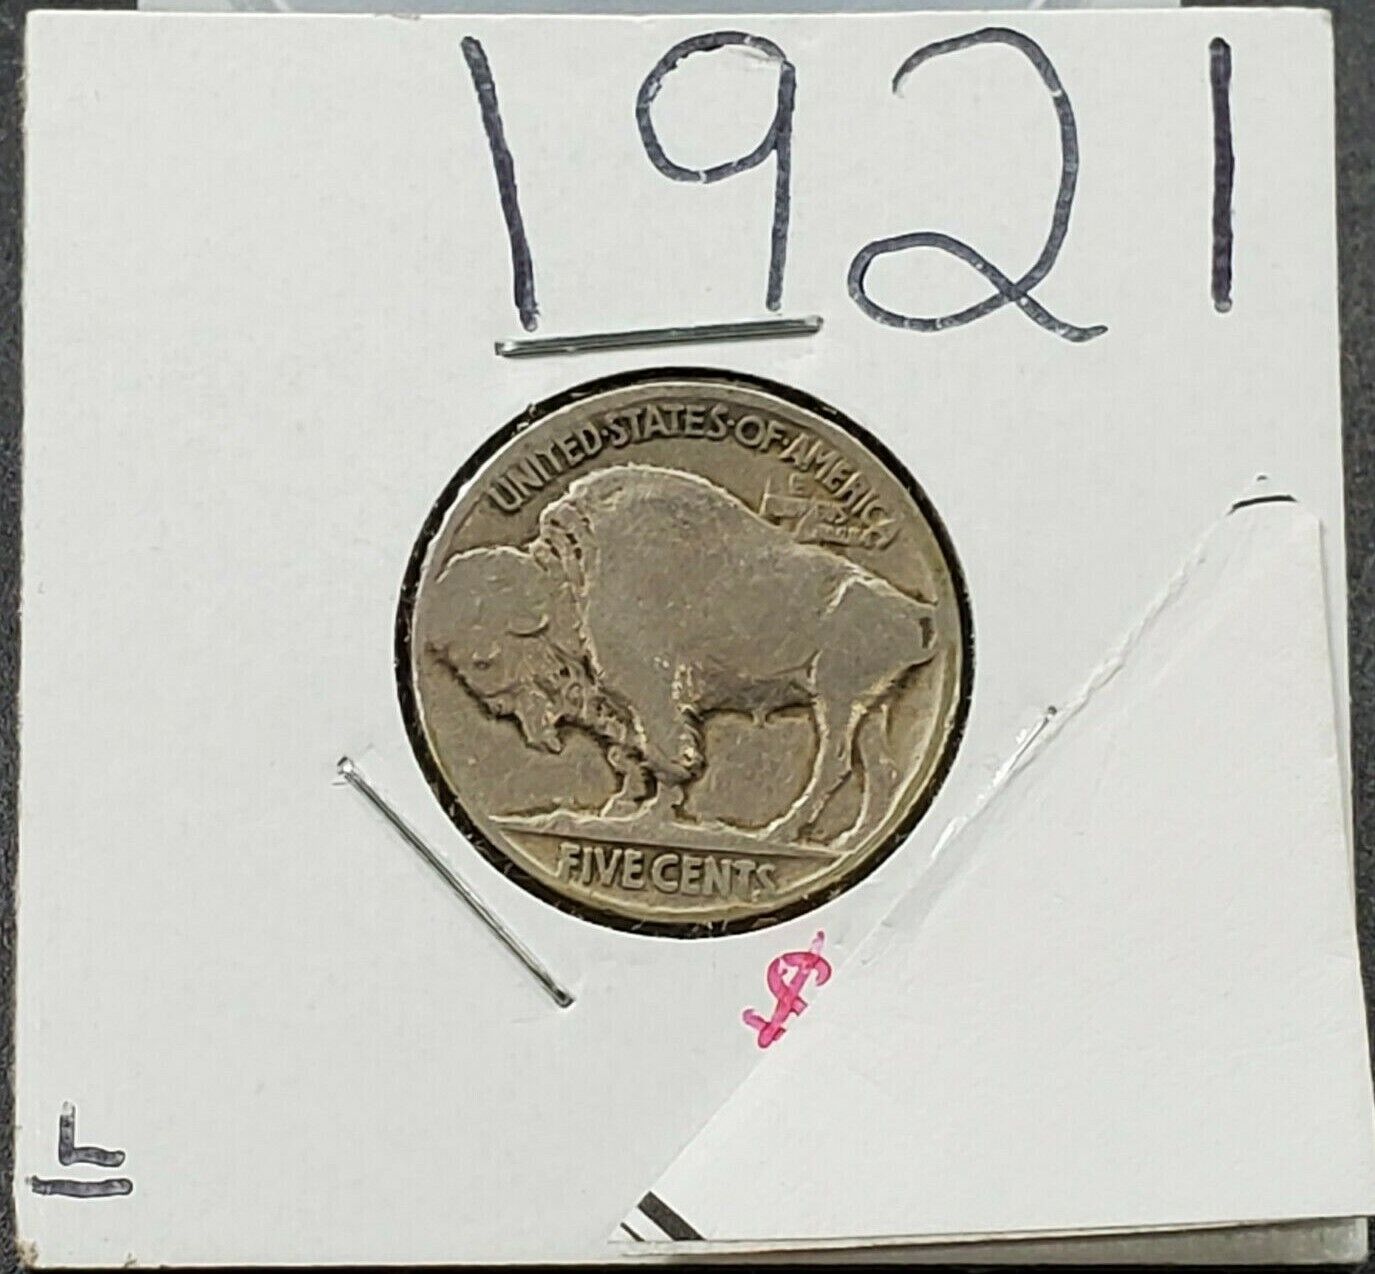 1921
UNITED·STATES·OF·AMERICA
FIVE CENTS
$
F